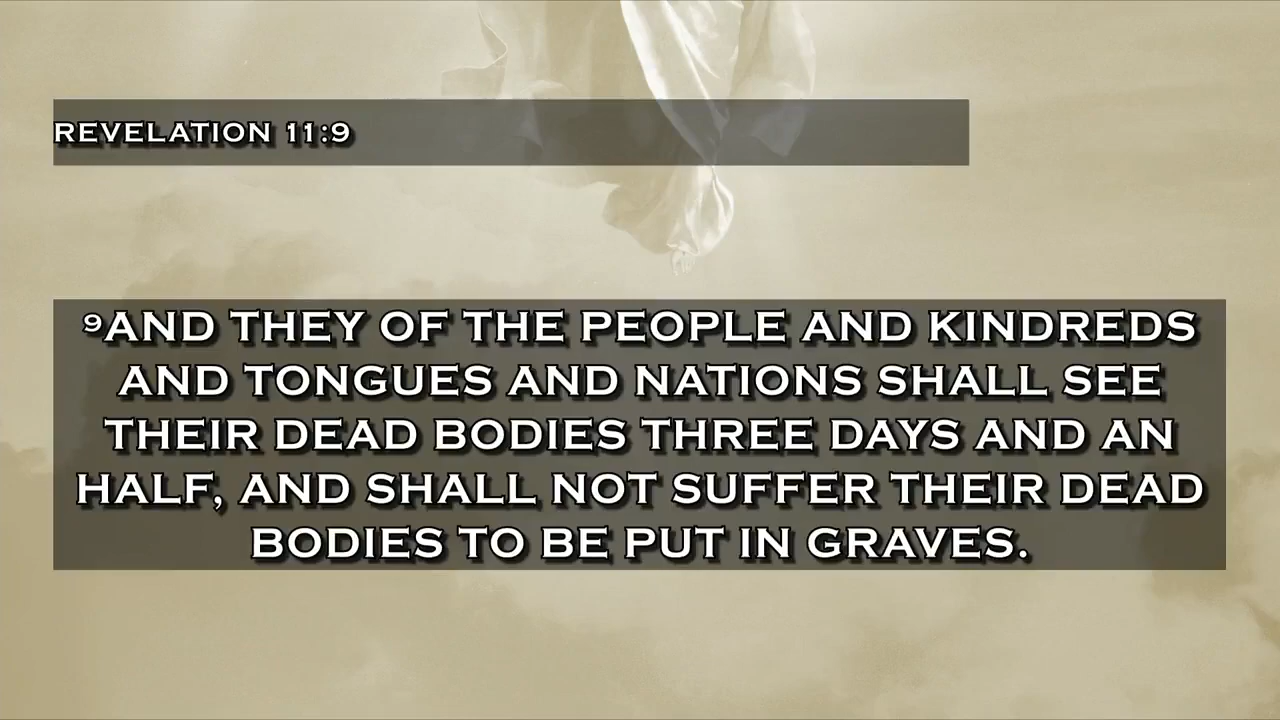 REVELATION 11:9
⁹AND THEY OF THE PEOPLE AND KINDREDS
AND TONGUES AND NATIONS SHALL SEE
THEIR DEAD BODIES THREE DAYS AND AN
HALF, AND SHALL NOT SUFFER THEIR DEAD
BODIES TO BE PUT IN GRAVES.